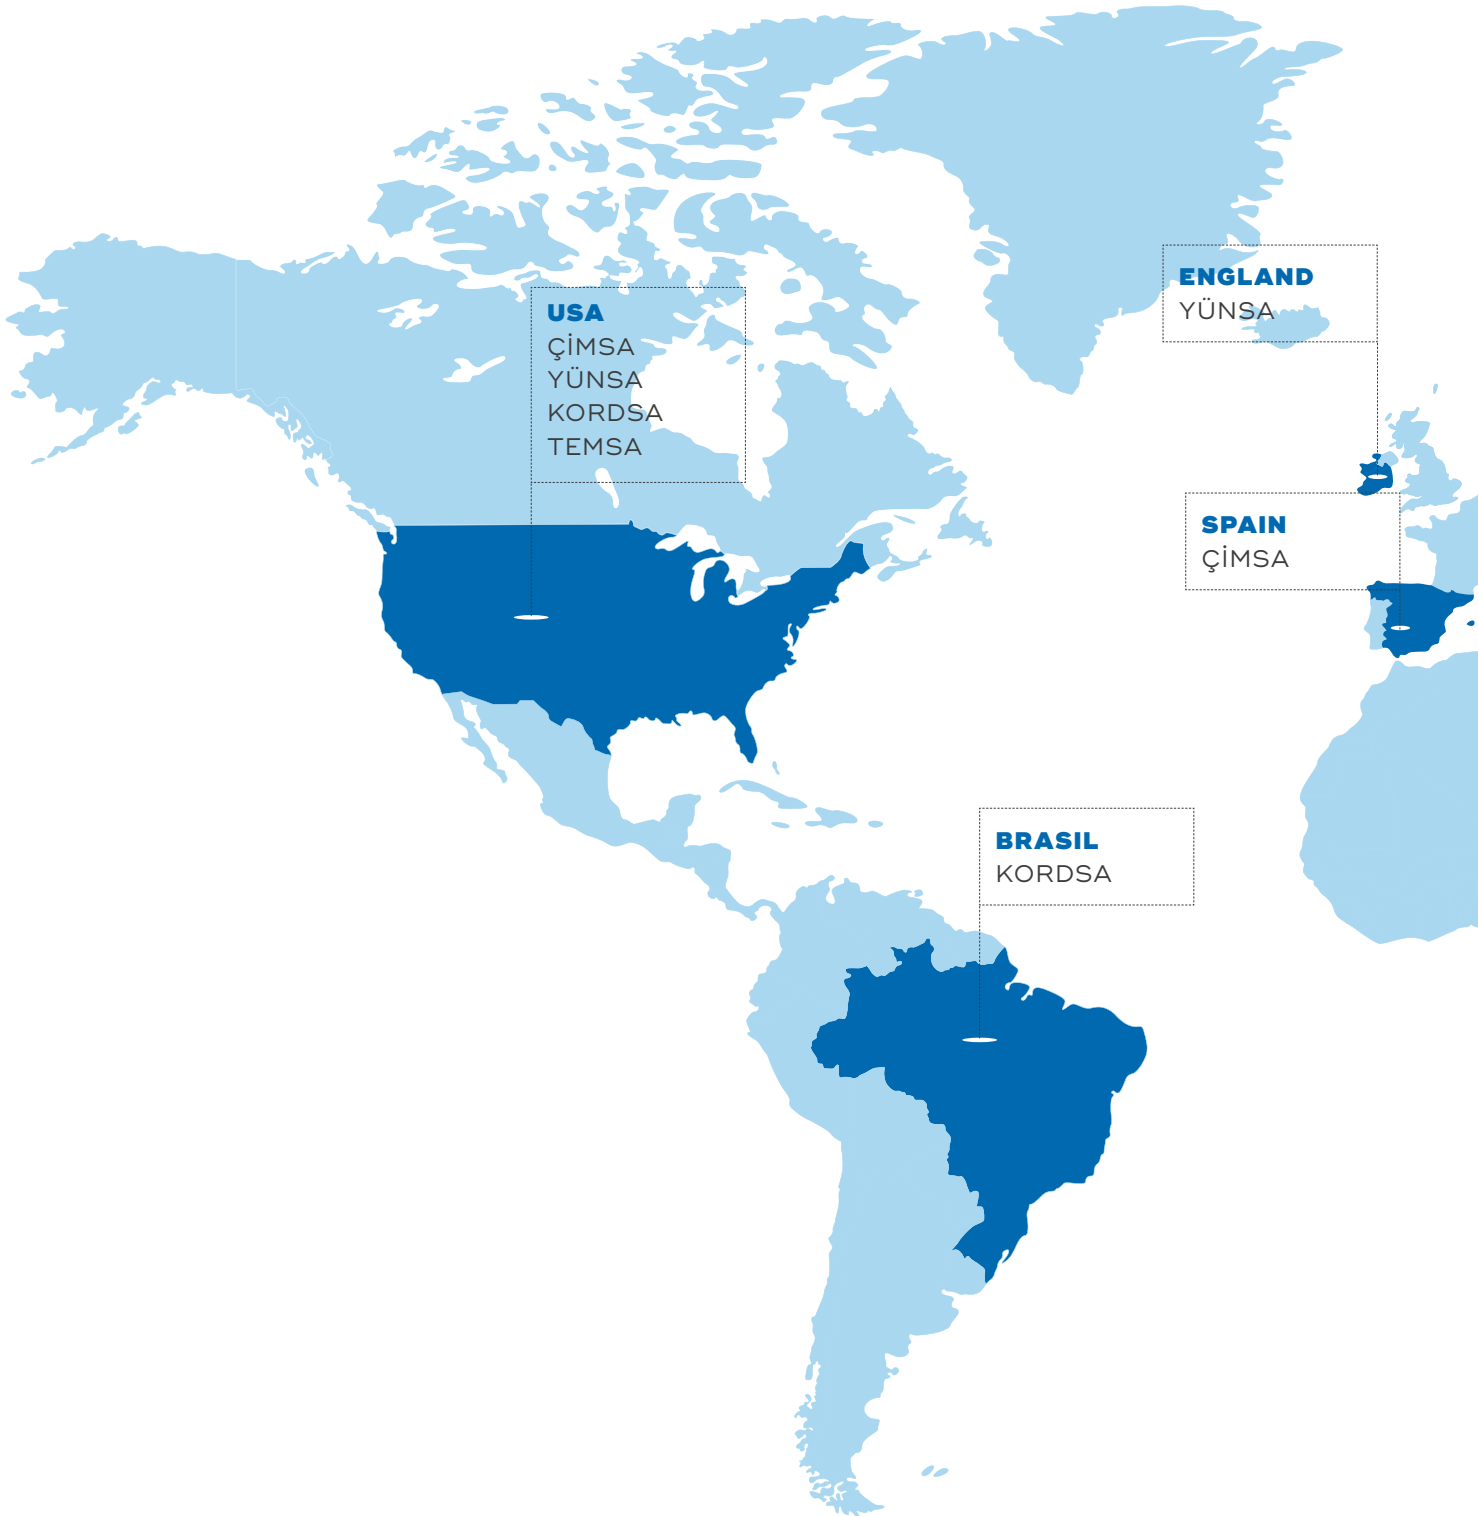 USA
ÇİMSA
YÜNSA
KORDSA
TEMSA
ENGLAND
YÜNSA
SPAIN
ÇİMSA
BRASIL
KORDSA